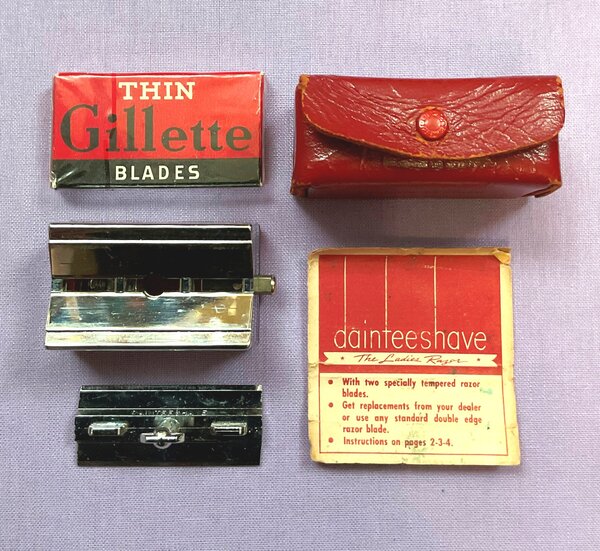 THIN
Gillette
BLADES
dainteeshave
The Ladies Razor
• With two specially tempered razor
blades.
• Get replacements from your dealer
or use any standard double edge
razor blade.
• Instructions on pages 2-3-4.